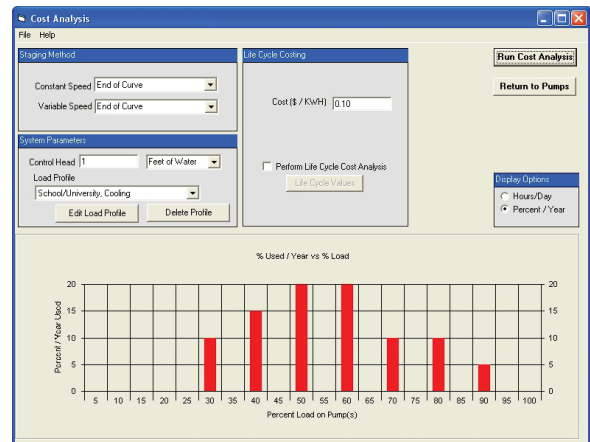 Cost Analysis
File Help
Staging Method
Constant Speed End of Curve
Variable Speed End of Curve
System Parameters
Control Head 1 Feet of Water
Load Profile
School/University, Cooling
Edit Load Profile Delete Profile
Life Cycle Costing
Cost ($ / KWH) 0.10
Perform Life Cycle Cost Analysis
Life Cycle Values
Run Cost Analysis
Return to Pumps
Display Options
Hours/Day
Percent / Year
% Used / Year vs % Load
Percent / Year Used
20 20
15 15
10 10
5 5
0 0
5 10 15 20 25 30 35 40 45 50 55 60 65 70 75 80 85 90 95 100
Percent Load on Pump(s)